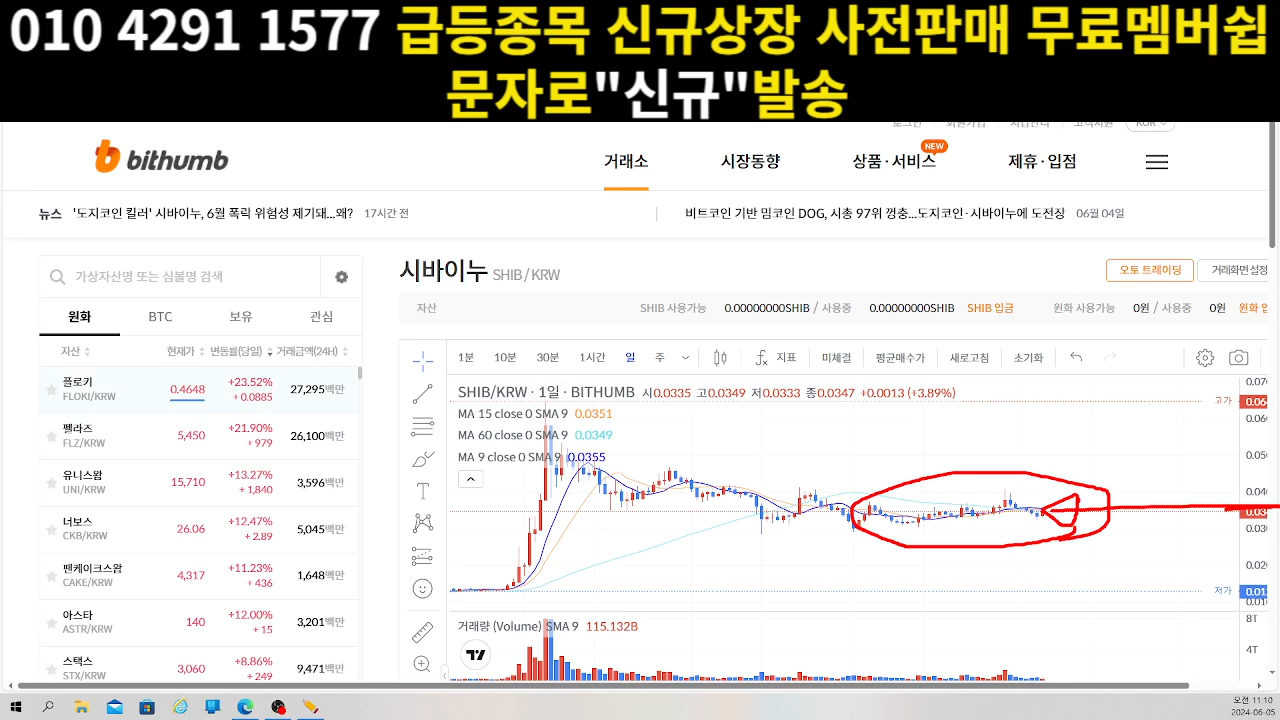 010 4291 1577 급등종목 신규상장 사전판매 무료멤버쉽
문자로"신규"발송
bithumb
거래소
시장동향
상품·서비스
NEW
제휴·입점
뉴스 '도지코인 컬러' 시바이누, 6월 폭락 위험성 제기돼...왜? 17시간 전
비트코인 기반 밈코인 DOG, 시총 97위 껑충...도지코인·시바이누에 도전장 06월 04일
가상자산명 또는 심볼명 검색
원화 BTC 보유 관심
자산 현재가 변동률(당일) 거래금액(24H)
플로키 0.4648 +23.52% 27,295백만
FLOKI/KRW + 0.0885
펠라즈 5,450 +21.90% 26,100백만
FLZ/KRW + 979
유니스왑 15,710 +13.27% 3,596백만
UNI/KRW + 1,840
너보스 26.06 +12.47% 5,045백만
CKB/KRW + 2.89
팬케이크스왑 4,317 +11.23% 1,648백만
CAKE/KRW + 436
아스타 140 +12.00% 3,201백만
ASTR/KRW + 15
스택스 3,060 +8.86% 9,471백만
STX/KRW + 249
시바이누 SHIB/KRW
오토 트레이딩
거래화면설정
자산 SHIB 사용가능 0.00000000SHIB / 사용중 0.00000000SHIB SHIB 입금 원화 사용가능 0원 / 사용중 0원 원화
1분 10분 30분 1시간 일 주 지표 미체결 평균매수가 새로고침 초기화
SHIB/KRW · 1일 · BITHUMB 시0.0335 고0.0349 저0.0333 종0.0347 +0.0013 (+3.89%)
MA 15 close 0 SMA 9 0.0351
MA 60 close 0 SMA 9 0.0349
MA 9 close 0 SMA 9 0.0355
고가
저가
거래량 (Volume) SMA 9 115.132B
8T
4T
오전 11:10
2024-06-05